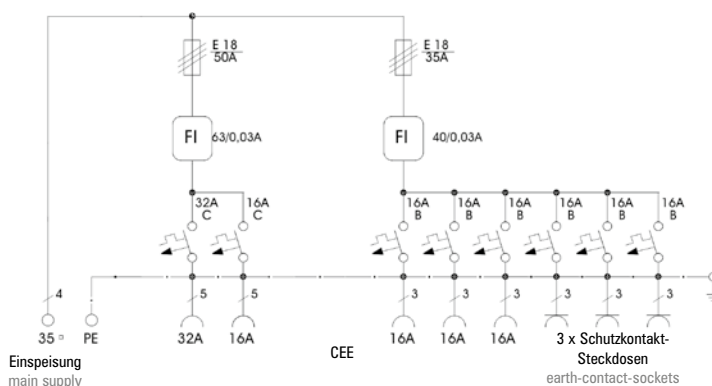 E 18
50A
E 18
35A
FI 63/0,03A
FI 40/0,03A
32A
C
16A
C
16A
B
16A
B
16A
B
16A
B
16A
B
16A
B
4
5
5
3
3
3
3
3
3
35 PE 32A 16A CEE 16A 16A 16A
3 x Schutzkontakt-
Steckdosen
earth-contact-sockets
Einspeisung
main supply